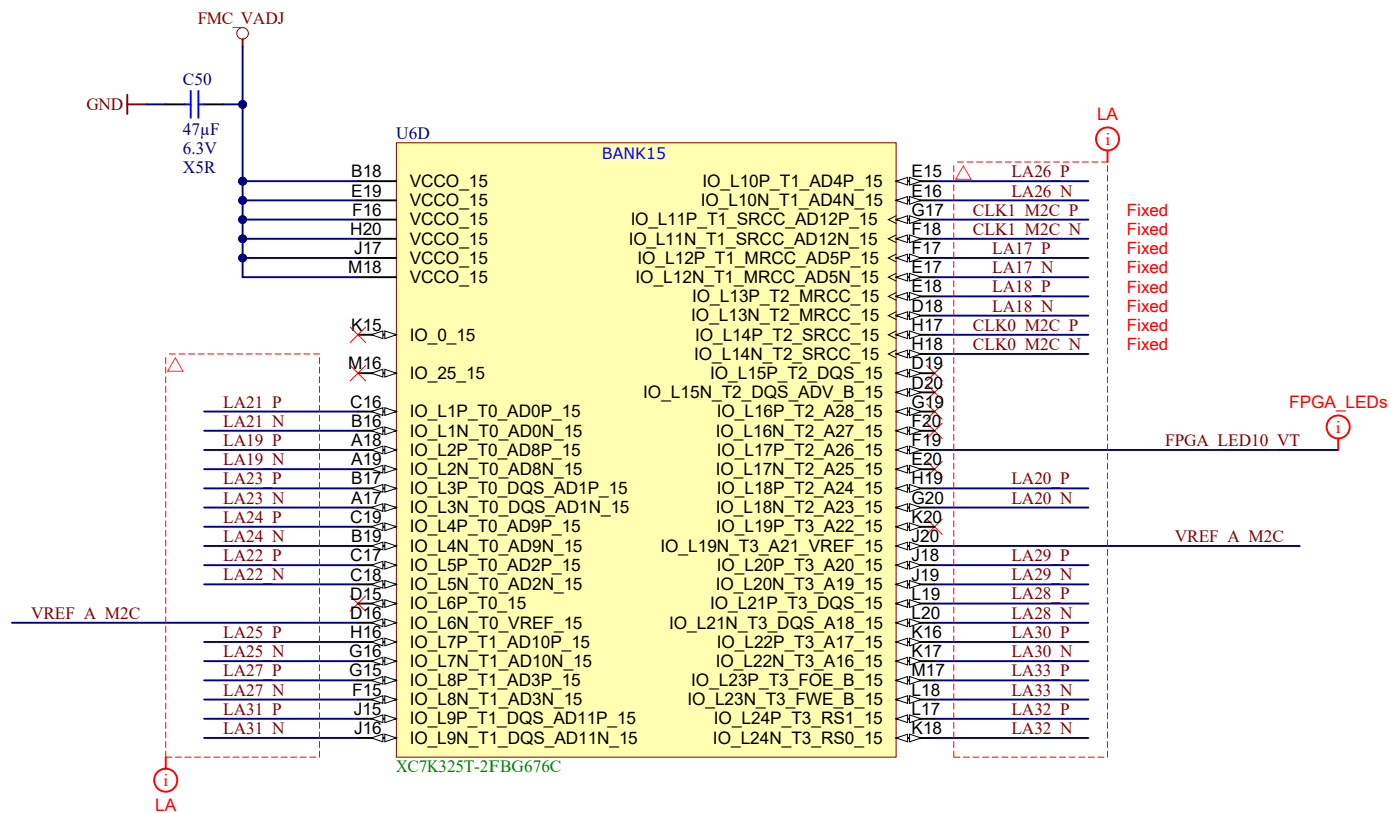 FMC_VADJ
C50
GND
47µF
6.3V
X5R
U6D
BANK15
LA
i
B18 VCCO_15
E19 VCCO_15
F16 VCCO_15
H20 VCCO_15
J17 VCCO_15
M18 VCCO_15
K15 IO_0_15
M16 IO_25_15
LA21_P C16 IO_L1P_T0_AD0P_15
LA21_N B16 IO_L1N_T0_AD0N_15
LA19_P A18 IO_L2P_T0_AD8P_15
LA19_N A19 IO_L2N_T0_AD8N_15
LA23_P B17 IO_L3P_T0_DQS_AD1P_15
LA23_N A17 IO_L3N_T0_DQS_AD1N_15
LA24_P C19 IO_L4P_T0_AD9P_15
LA24_N B19 IO_L4N_T0_AD9N_15
LA22_P C17 IO_L5P_T0_AD2P_15
LA22_N C18 IO_L5N_T0_AD2N_15
D15 IO_L6P_T0_15
VREF_A_M2C D16 IO_L6N_T0_VREF_15
LA25_P H16 IO_L7P_T1_AD10P_15
LA25_N G16 IO_L7N_T1_AD10N_15
LA27_P G15 IO_L8P_T1_AD3P_15
LA27_N F15 IO_L8N_T1_AD3N_15
LA31_P J15 IO_L9P_T1_DQS_AD11P_15
LA31_N J16 IO_L9N_T1_DQS_AD11N_15
IO_L10P_T1_AD4P_15 E15 LA26_P
IO_L10N_T1_AD4N_15 E16 LA26_N
IO_L11P_T1_SRCC_AD12P_15 G17 CLK1_M2C_P Fixed
IO_L11N_T1_SRCC_AD12N_15 F18 CLK1_M2C_N Fixed
IO_L12P_T1_MRCC_AD5P_15 F17 LA17_P Fixed
IO_L12N_T1_MRCC_AD5N_15 E17 LA17_N Fixed
IO_L13P_T2_MRCC_15 E18 LA18_P Fixed
IO_L13N_T2_MRCC_15 D18 LA18_N Fixed
IO_L14P_T2_SRCC_15 H17 CLK0_M2C_P Fixed
IO_L14N_T2_SRCC_15 H18 CLK0_M2C_N Fixed
IO_L15P_T2_DQS_15 D19
IO_L15N_T2_DQS_ADV_B_15 D20
IO_L16P_T2_A28_15 G19
IO_L16N_T2_A27_15 F20
FPGA_LEDs
i
IO_L17P_T2_A26_15 F19 FPGA_LED10_VT
IO_L17N_T2_A25_15 E20
IO_L18P_T2_A24_15 H19 LA20_P
IO_L18N_T2_A23_15 G20 LA20_N
IO_L19P_T3_A22_15 K20
IO_L19N_T3_A21_VREF_15 J20 VREF_A_M2C
IO_L20P_T3_A20_15 J18 LA29_P
IO_L20N_T3_A19_15 J19 LA29_N
IO_L21P_T3_DQS_15 L19 LA28_P
IO_L21N_T3_DQS_A18_15 L20 LA28_N
IO_L22P_T3_A17_15 K16 LA30_P
IO_L22N_T3_A16_15 K17 LA30_N
IO_L23P_T3_FOE_B_15 M17 LA33_P
IO_L23N_T3_FWE_B_15 L18 LA33_N
IO_L24P_T3_RS1_15 L17 LA32_P
IO_L24N_T3_RS0_15 K18 LA32_N
XC7K325T-2FBG676C
i
LA